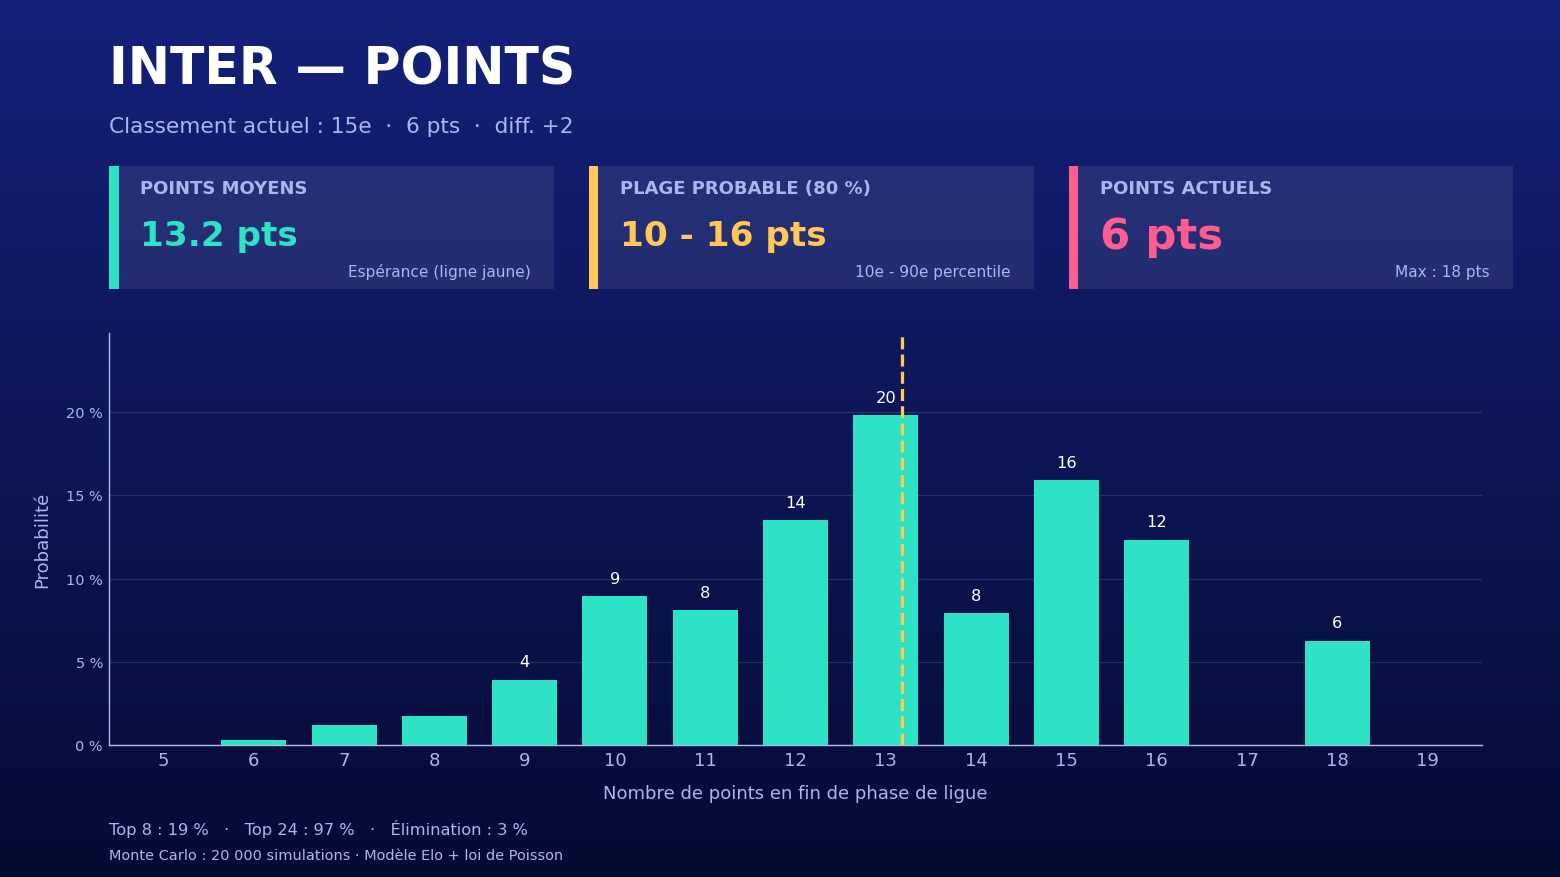 INTER — POINTS
Classement actuel : 15e · 6 pts · diff. +2
POINTS MOYENS
13.2 pts
Espérance (ligne jaune)
PLAGE PROBABLE (80 %)
10 - 16 pts
10e - 90e percentile
POINTS ACTUELS
6 pts
Max : 18 pts
Probabilité
20 %
15 %
10 %
5 %
0 %
4
9
8
14
20
8
16
12
6
5 6 7 8 9 10 11 12 13 14 15 16 17 18 19
Nombre de points en fin de phase de ligue
Top 8 : 19 % · Top 24 : 97 % · Élimination : 3 %
Monte Carlo : 20 000 simulations · Modèle Elo + loi de Poisson